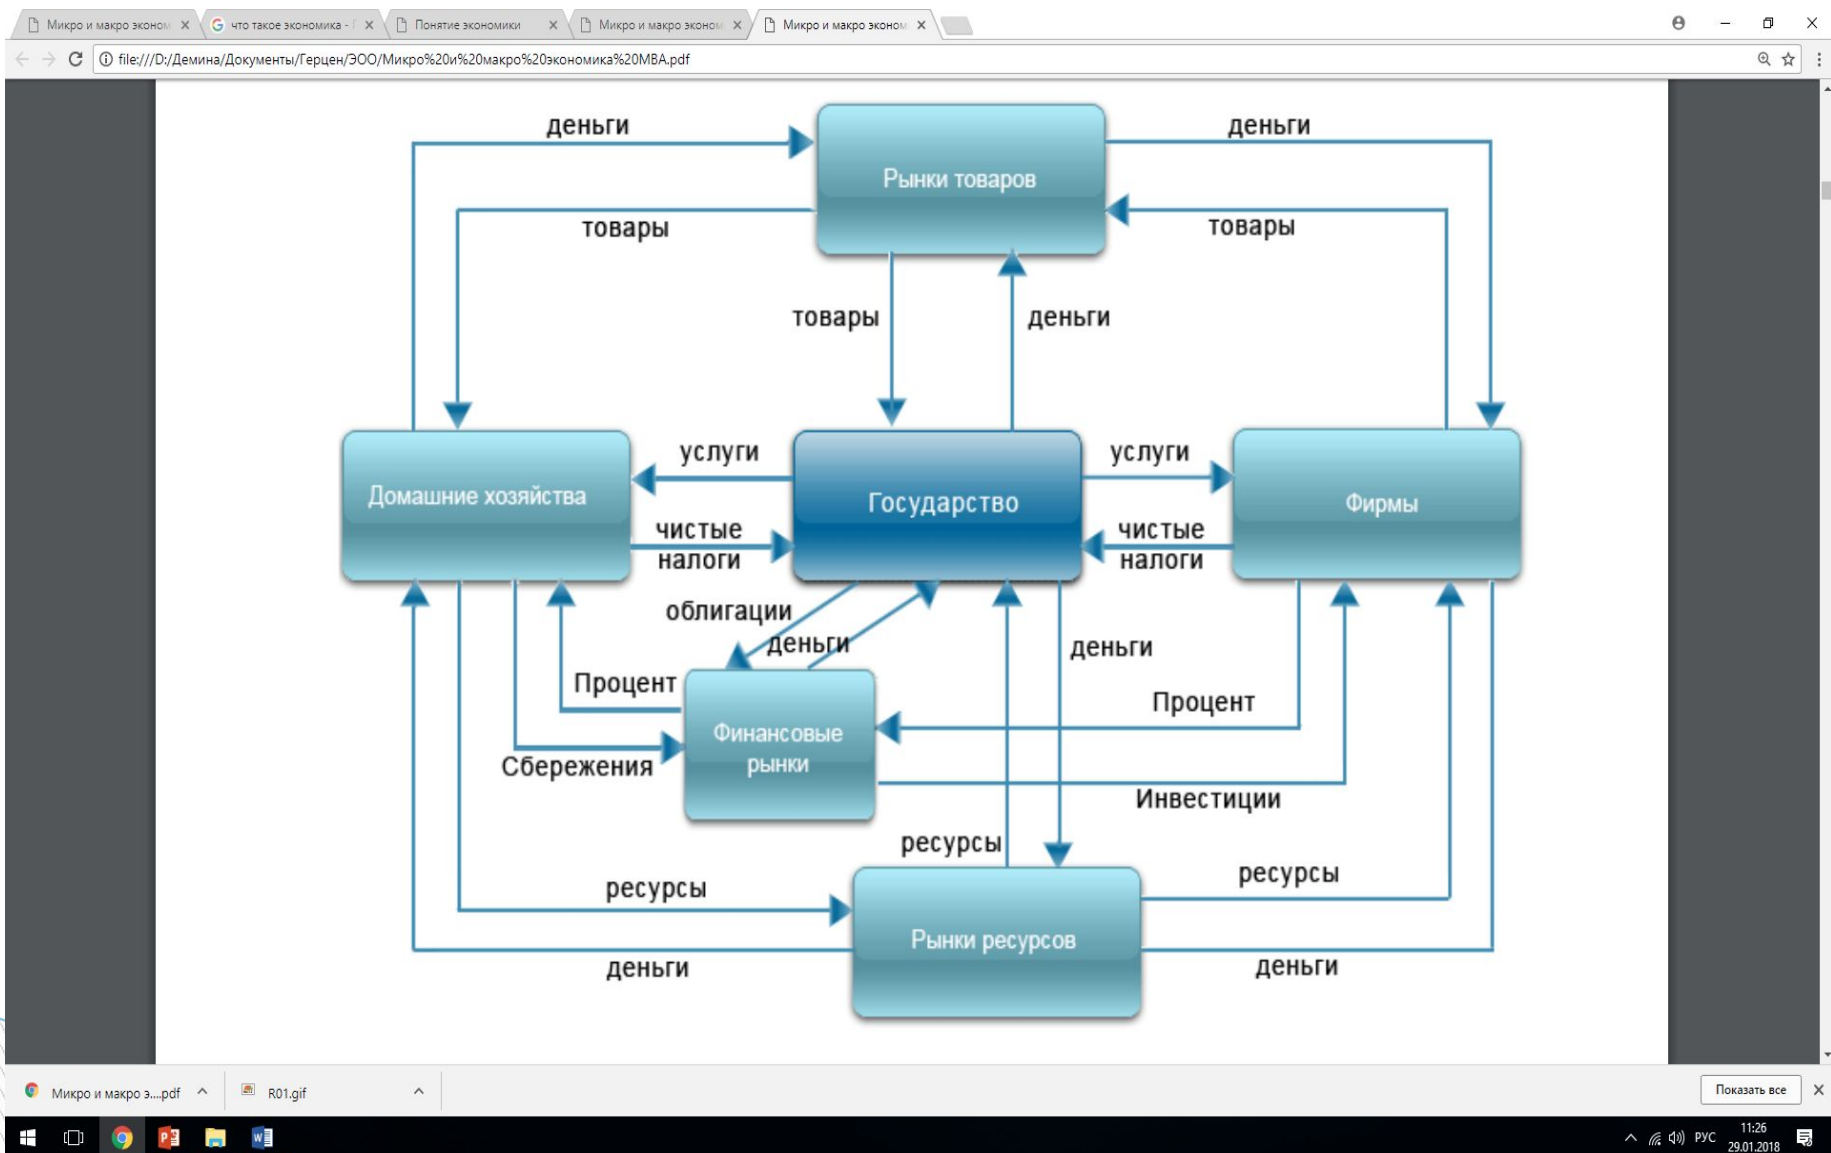 Микро и макро эконом
что такое экономика - Г
Понятие экономики
Микро и макро эконом
Микро и макро эконом
file:///D:/Демина/Документы/Герцен/ЭОО/Микро%20и%20макро%20экономика%20MBA.pdf
деньги
деньги
Рынки товаров
товары
товары
товары
деньги
услуги
услуги
Домашние хозяйства
Государство
Фирмы
чистые
налоги
чистые
налоги
облигации
деньги
деньги
Процент
Процент
Финансовые
рынки
Сбережения
Инвестиции
ресурсы
ресурсы
ресурсы
Рынки ресурсов
деньги
деньги
Микро и макро э....pdf
R01.gif
Показать все
РУС
11:26
29.01.2018